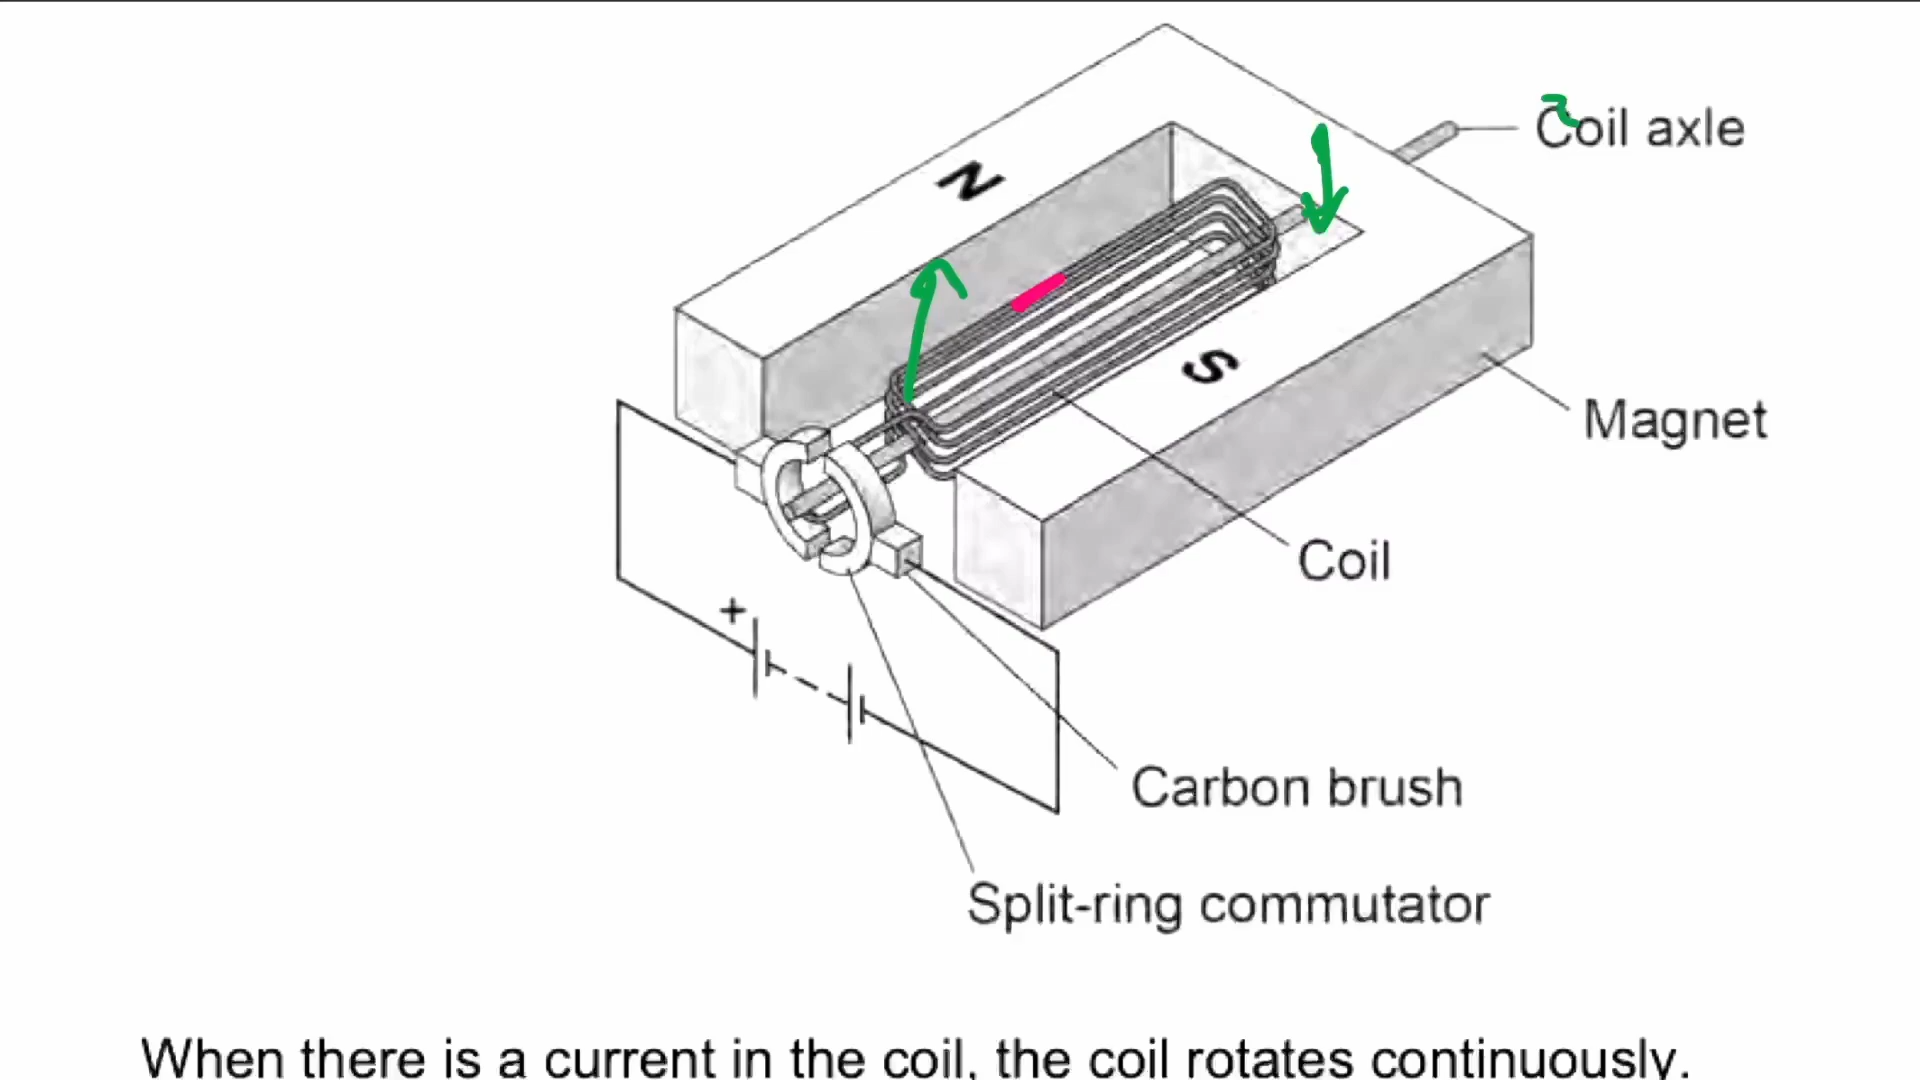 Coil axle
N
S
Magnet
Coil
+
Carbon brush
Split-ring commutator
When there is a current in the coil, the coil rotates continuously.